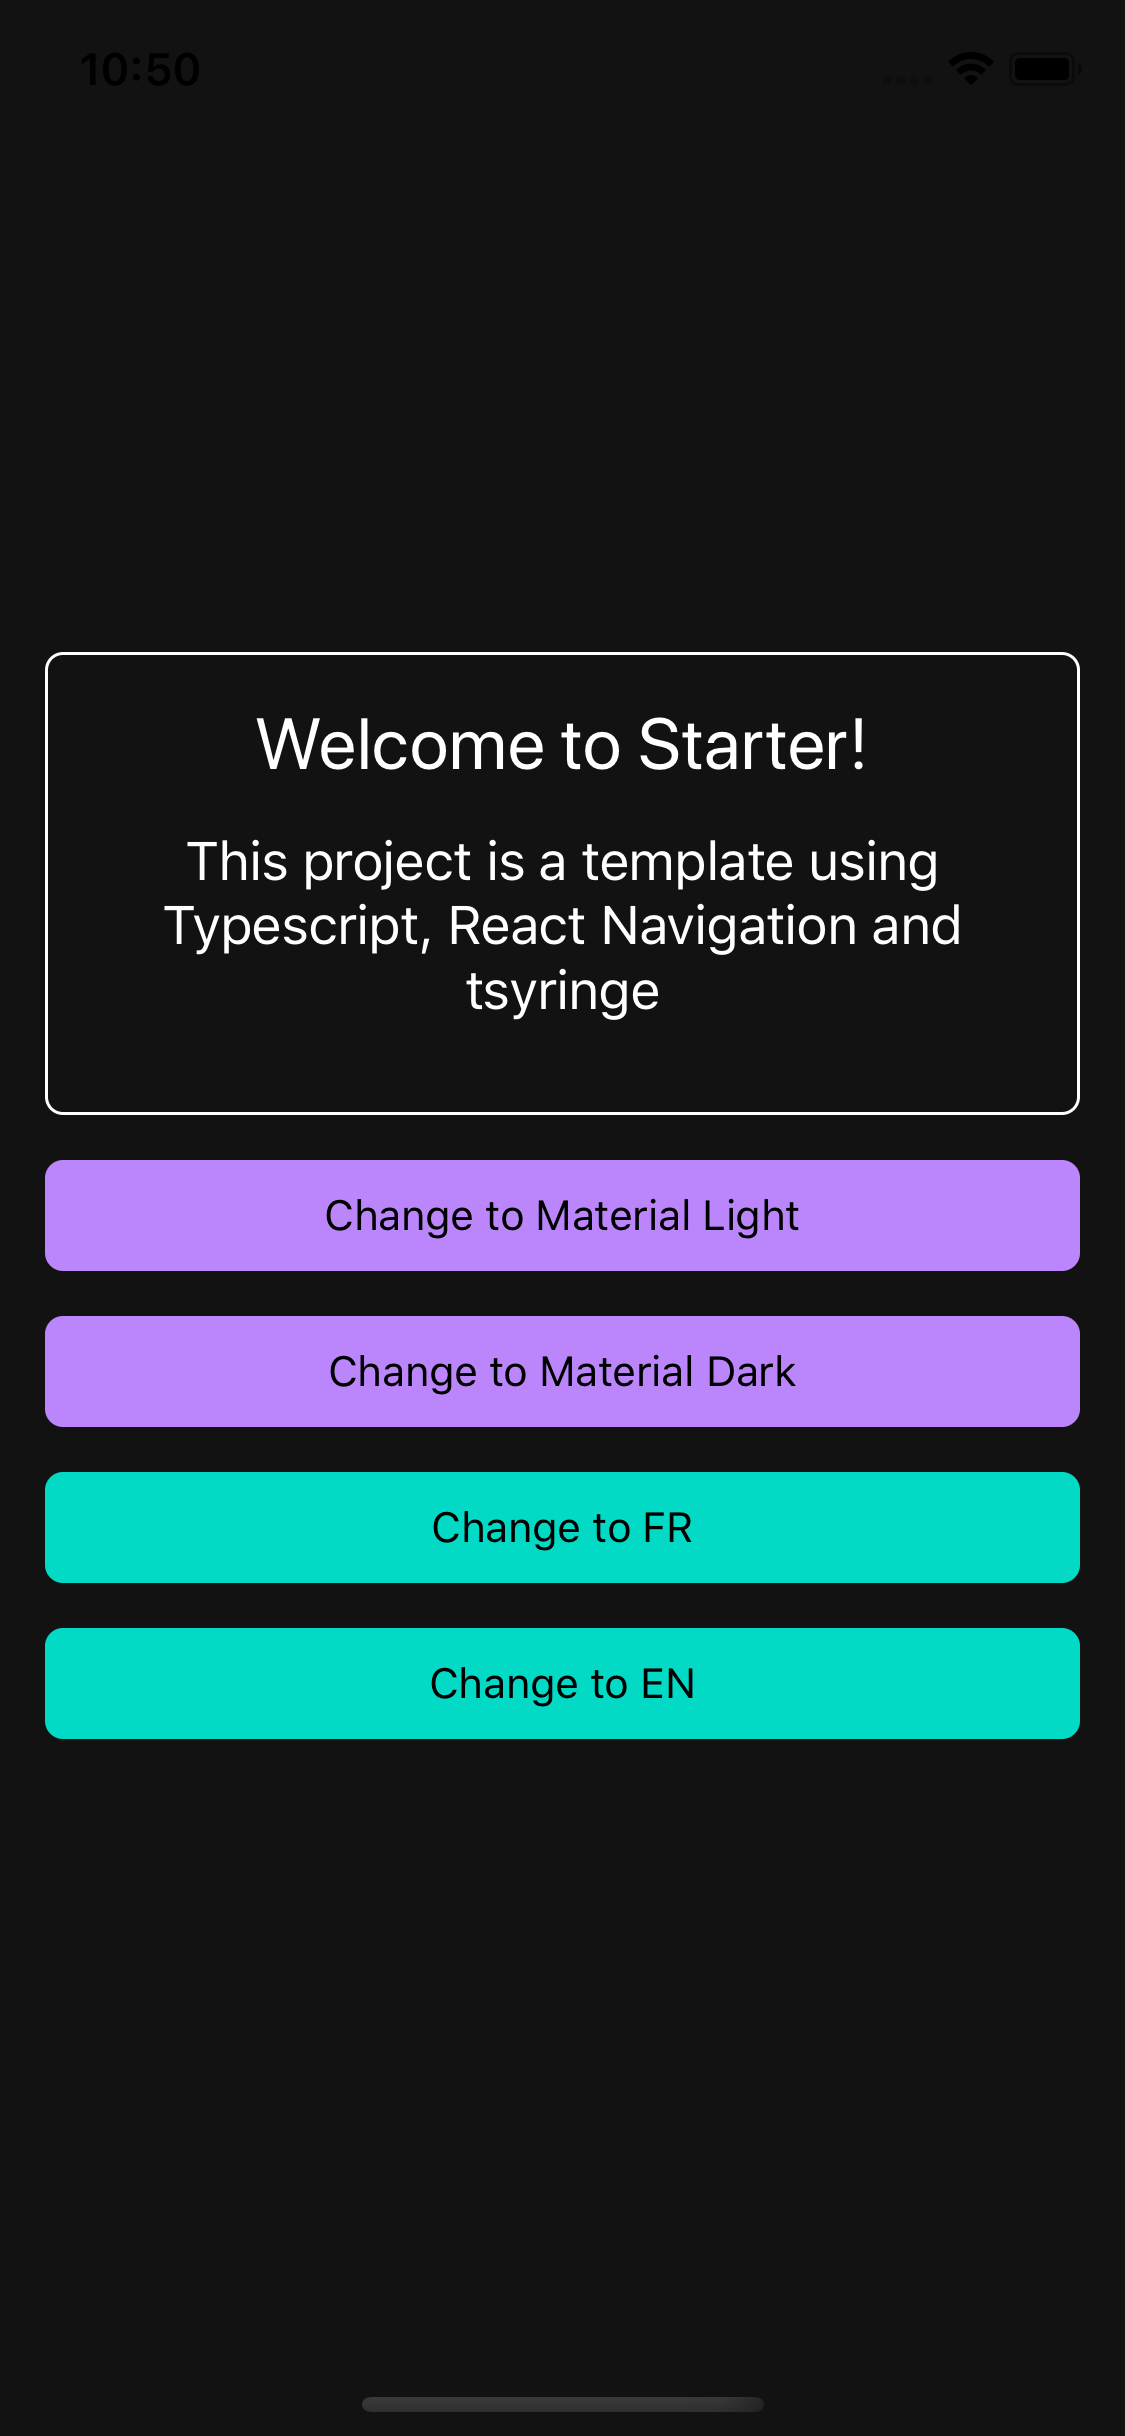 10:50
Welcome to Starter!
This project is a template using
Typescript, React Navigation and
tsyringe
Change to Material Light
Change to Material Dark
Change to FR
Change to EN